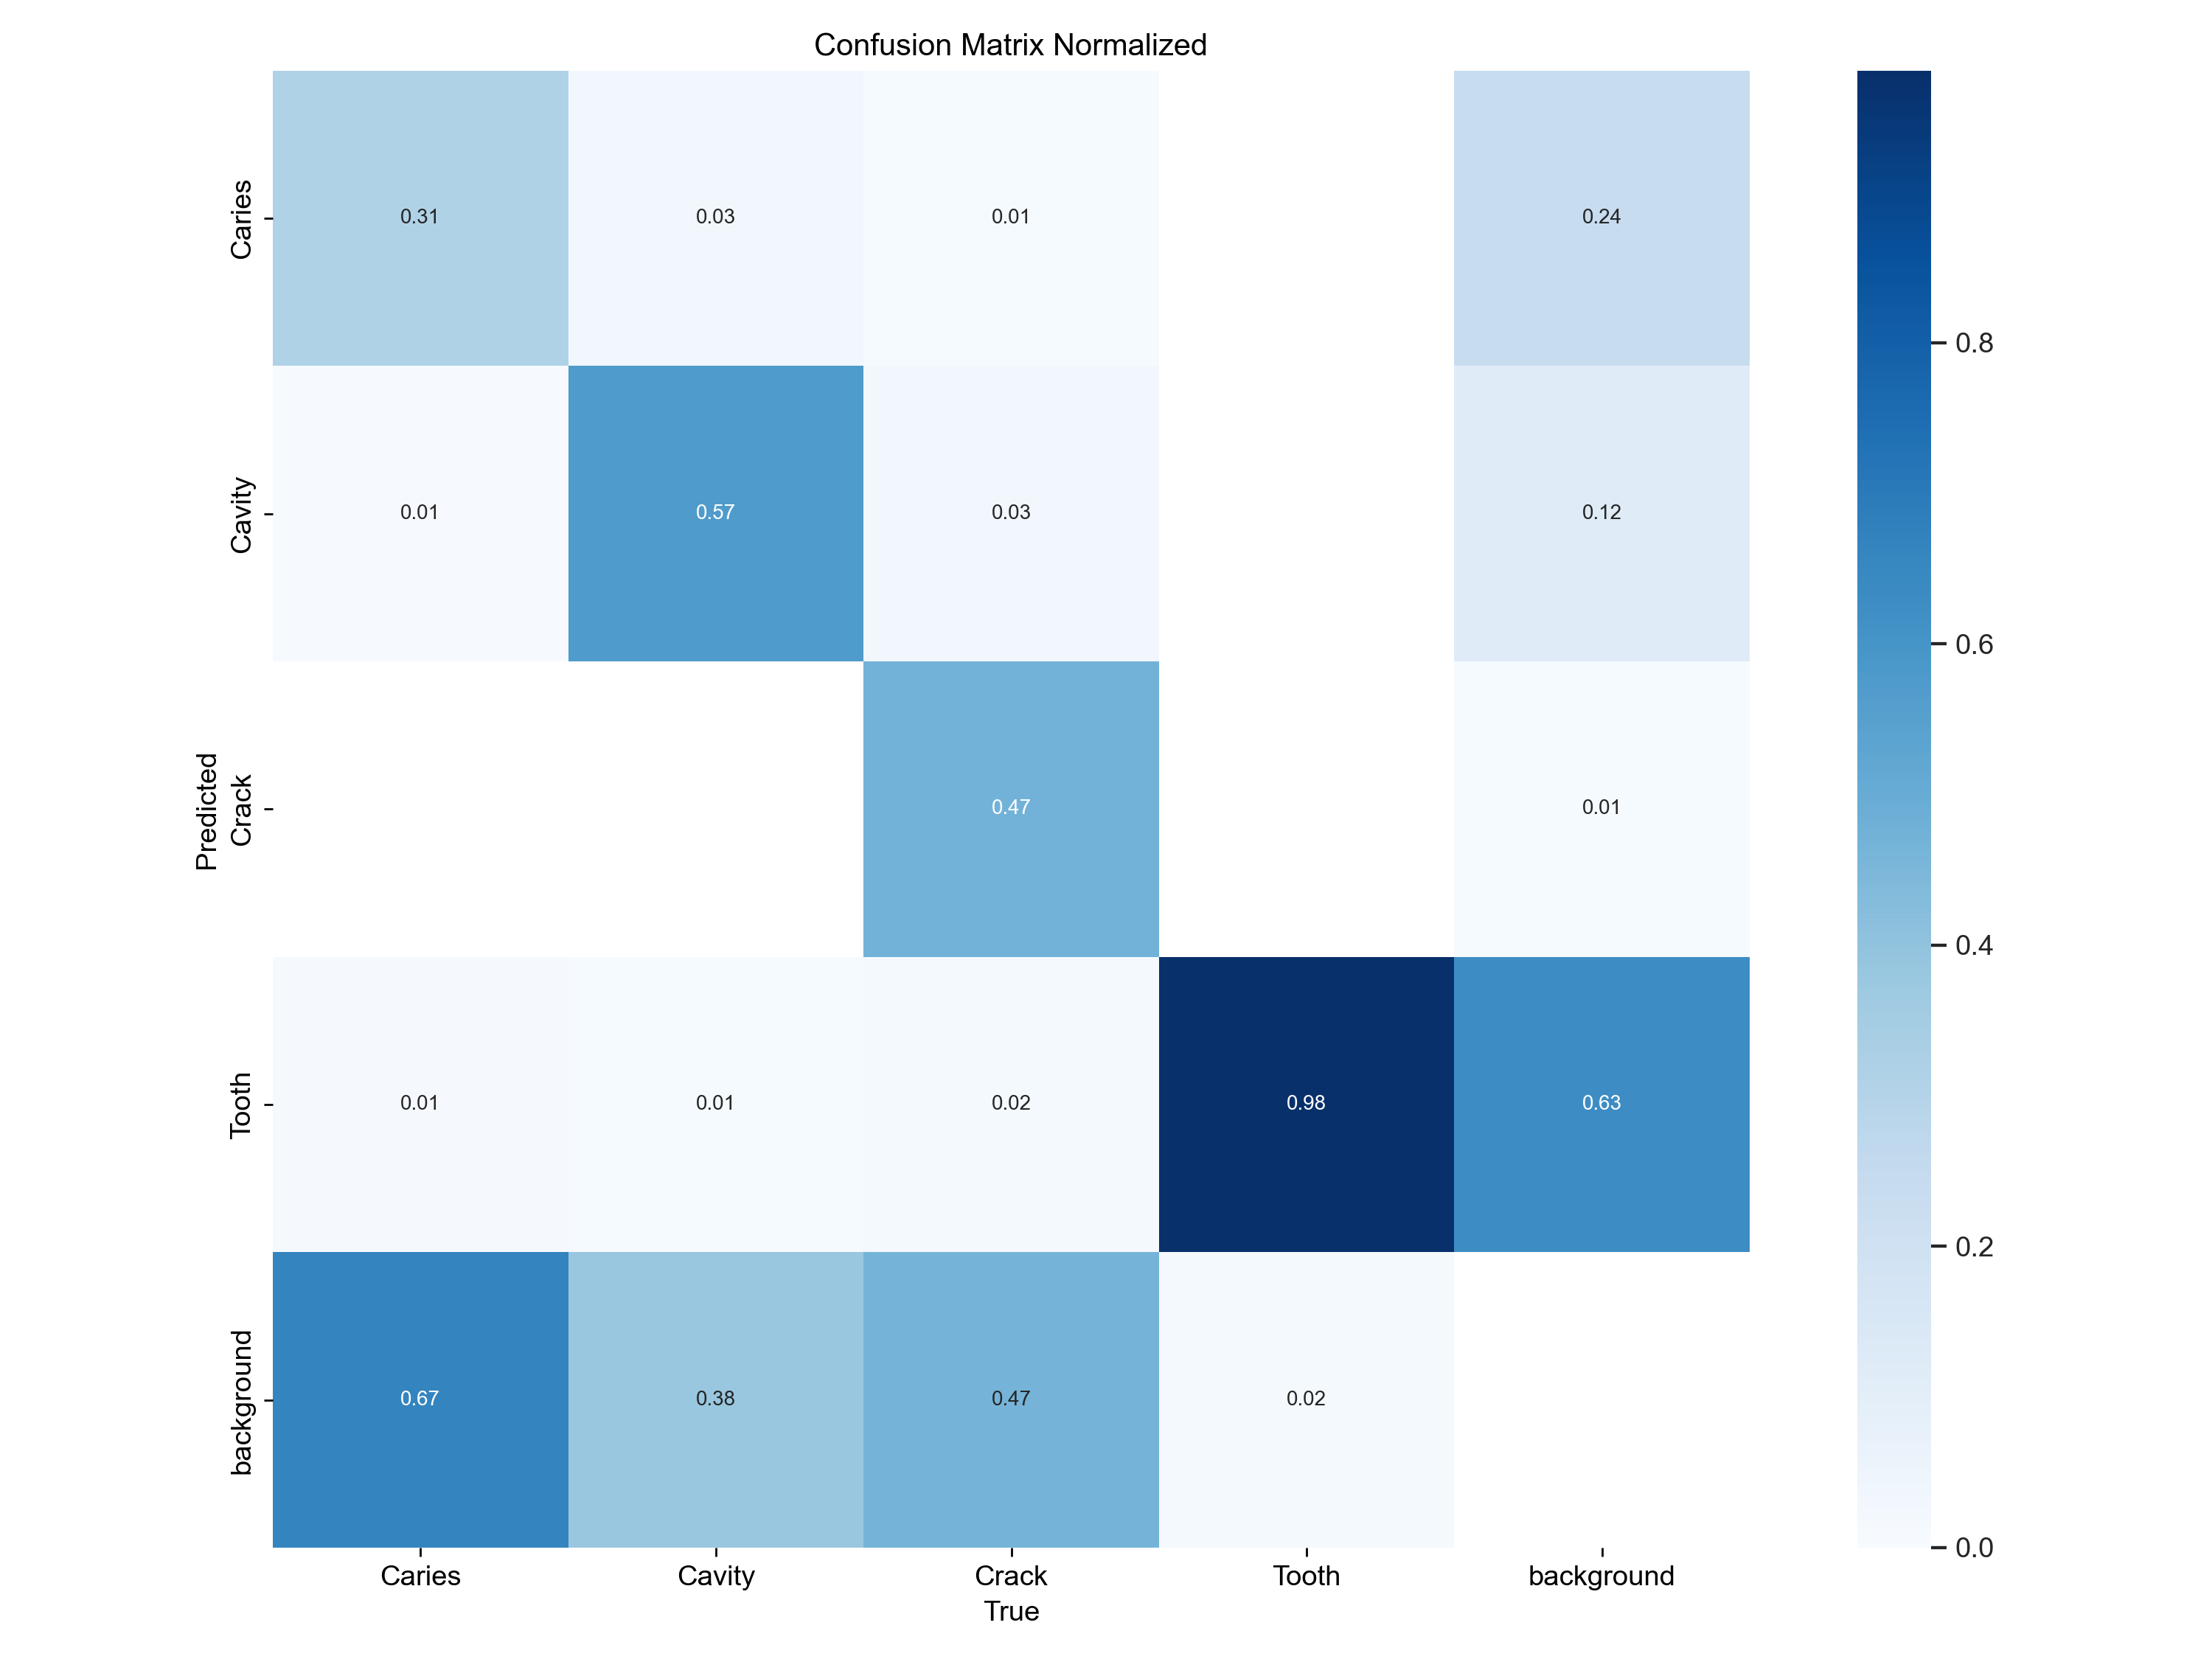 Confusion Matrix Normalized
Predicted
Caries
0.31
0.03
0.01
0.24
Cavity
0.01
0.57
0.03
0.12
Crack
0.47
0.01
Tooth
0.01
0.01
0.02
0.98
0.63
background
0.67
0.38
0.47
0.02
Caries
Cavity
Crack
Tooth
background
True
0.8
0.6
0.4
0.2
0.0